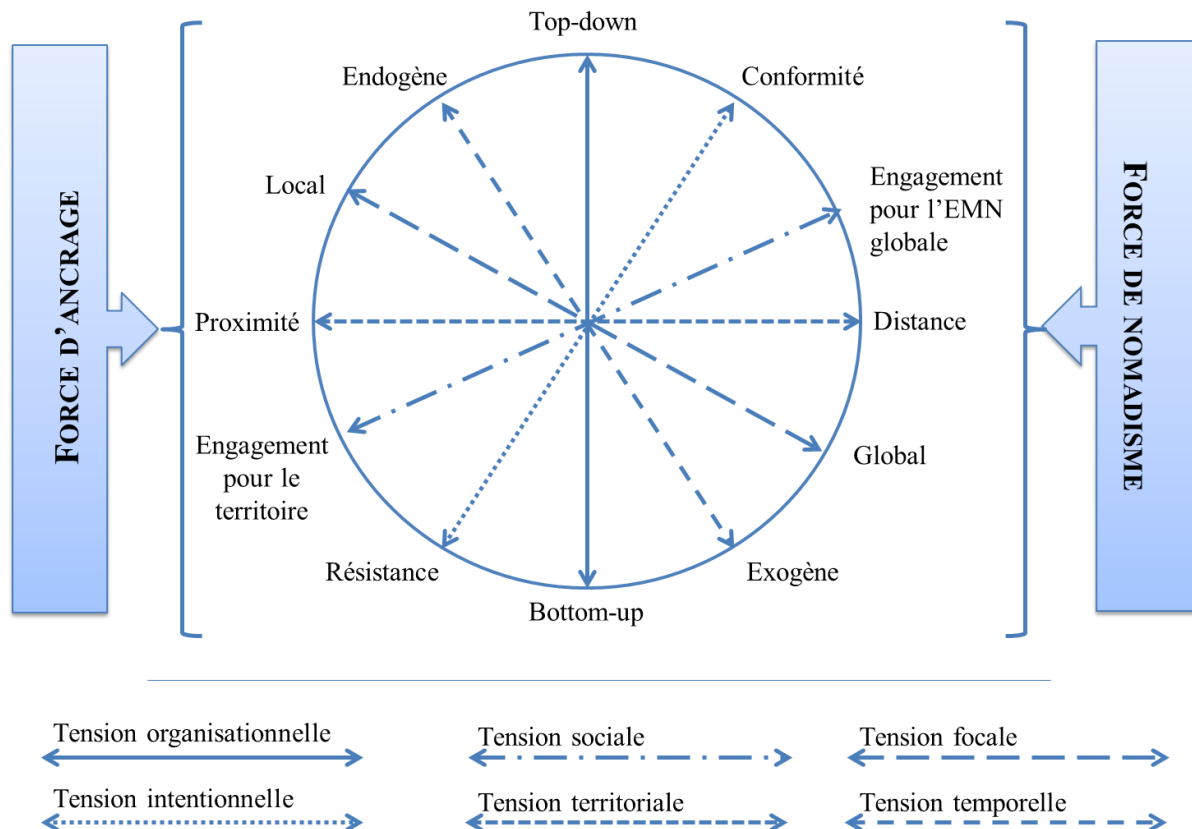 Top-down
Endogène
Conformité
Local
Engagement
pour l'EMN
globale
Proximité
Distance
Engagement
pour le
territoire
Global
Résistance
Exogène
Bottom-up
FORCE D'ANCRAGE
FORCE DE NOMADISME
Tension organisationnelle
Tension sociale
Tension focale
Tension intentionnelle
Tension territoriale
Tension temporelle